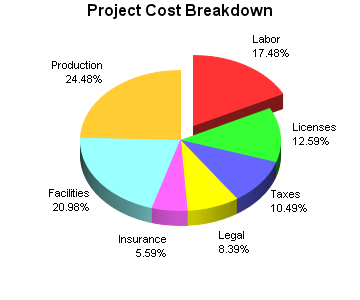 Project Cost Breakdown
Labor
17.48%
Production
24.48%
Licenses
12.59%
Facilities
20.98%
Taxes
10.49%
Insurance
5.59%
Legal
8.39%